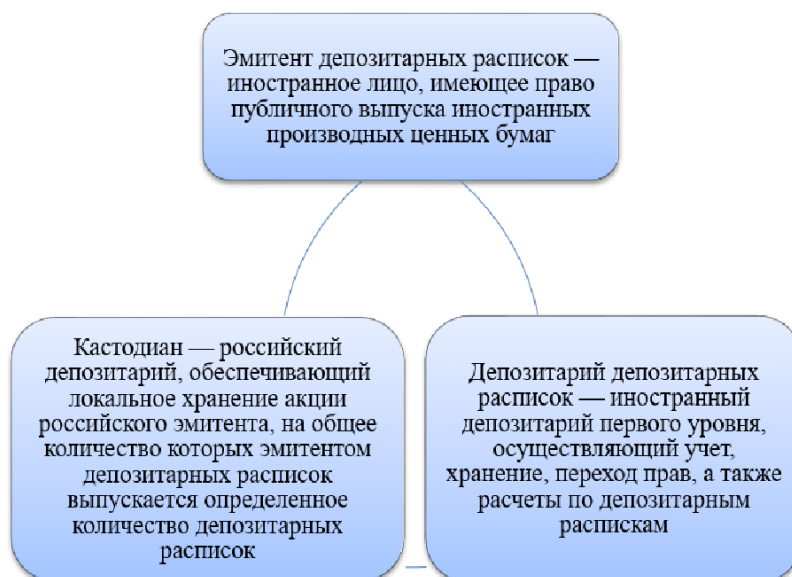 Эмитент депозитарных расписок —
иностранное лицо, имеющее право
публичного выпуска иностранных
производных ценных бумаг
Кастодиан — российский
депозитарий, обеспечивающий
локальное хранение акции
российского эмитента, на общее
количество которых эмитентом
депозитарных расписок
выпускается определенное
количество депозитарных
расписок
Депозитарий депозитарных
расписок — иностранный
депозитарий первого уровня,
осуществляющий учет,
хранение, переход прав, а также
расчеты по депозитарным
распискам